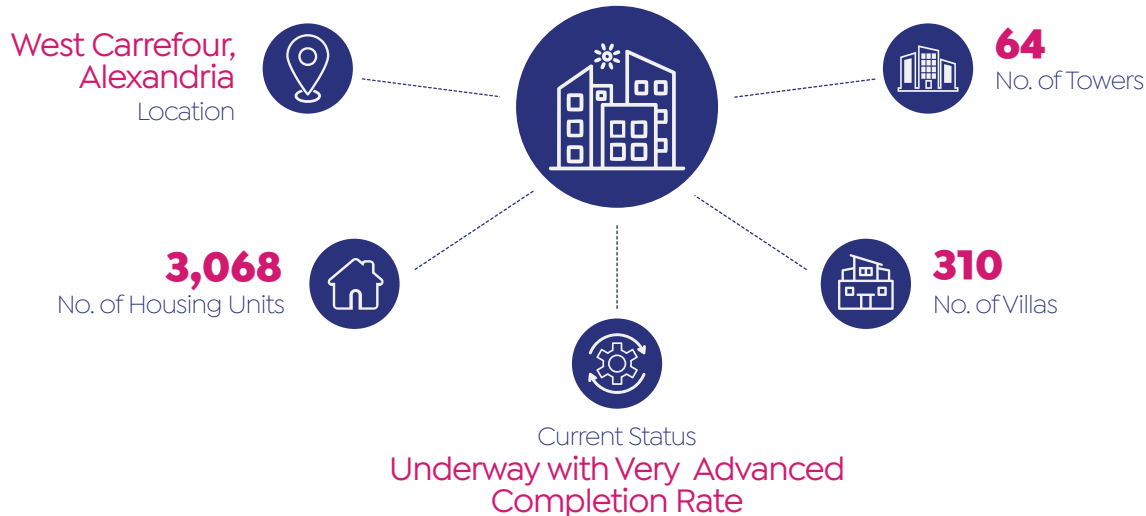 West Carrefour,
Alexandria
Location
64
No. of Towers
3,068
No. of Housing Units
310
No. of Villas
Current Status
Underway with Very Advanced
Completion Rate